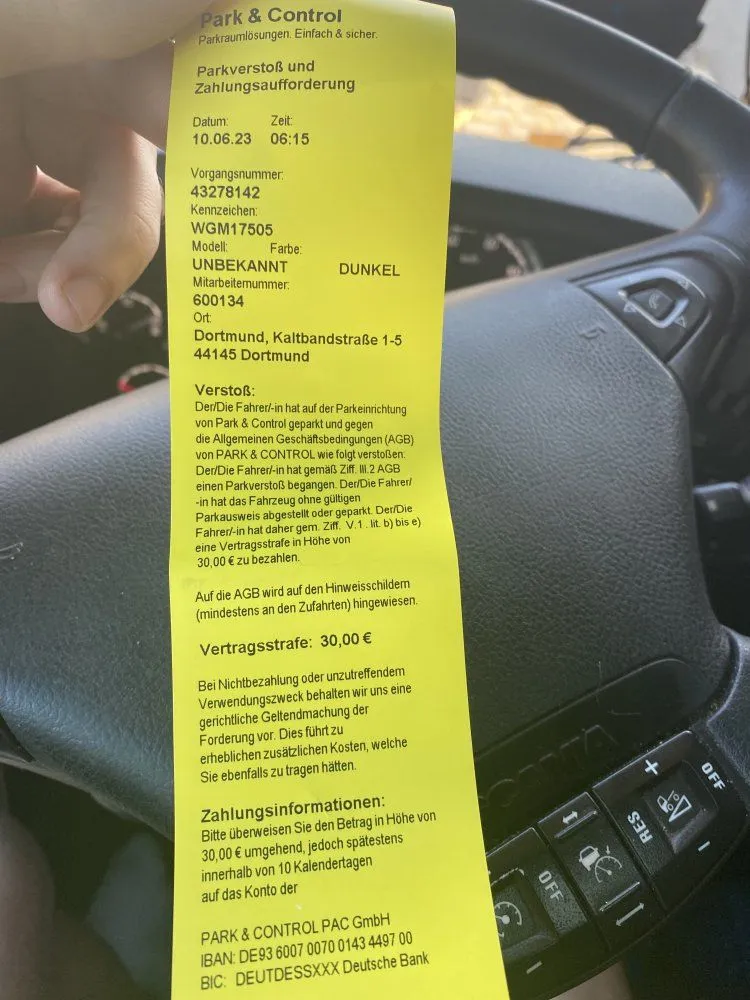 Park & Control
Parkraumlösungen. Einfach & sicher.
Parkverstoß und
Zahlungsaufforderung
Datum: Zeit:
10.06.23 06:15
Vorgangsnummer:
43278142
Kennzeichen:
WGM17505
Modell: Farbe:
UNBEKANNT DUNKEL
Mitarbeiternummer:
600134
Ort:
Dortmund, Kaltbandstraße 1-5
44145 Dortmund
Verstoß:
Der/Die Fahrer/-in hat auf der Parkeinrichtung
von Park & Control geparkt und gegen
die Allgemeinen Geschäftsbedingungen (AGB)
von PARK & CONTROL wie folgt verstoßen:
Der/Die Fahrer/-in hat gemäß Ziff. III.2 AGB
einen Parkverstoß begangen. Der/Die Fahrer/
-in hat das Fahrzeug ohne gültigen
Parkausweis abgestellt oder geparkt. Der/Die
Fahrer/-in hat daher gem. Ziff. V.1. lit. b) bis e)
eine Vertragsstrafe in Höhe von
30,00 € zu bezahlen.
Auf die AGB wird auf den Hinweisschildern
(mindestens an den Zufahrten) hingewiesen.
Vertragsstrafe: 30,00 €
Bei Nichtbezahlung oder unzutreffendem
Verwendungszweck behalten wir uns eine
gerichtliche Geltendmachung der
Forderung vor. Dies führt zu
erheblichen zusätzlichen Kosten, welche
Sie ebenfalls zu tragen hätten.
Zahlungsinformationen:
Bitte überweisen Sie den Betrag in Höhe von
30,00 € umgehend, jedoch spätestens
innerhalb von 10 Kalendertagen
auf das Konto der
PARK & CONTROL PAC GmbH
IBAN: DE93 6007 0070 0143 4497 00
BIC: DEUTDESSXXX Deutsche Bank
SCANIA
+ OFF
RES −
OFF
−